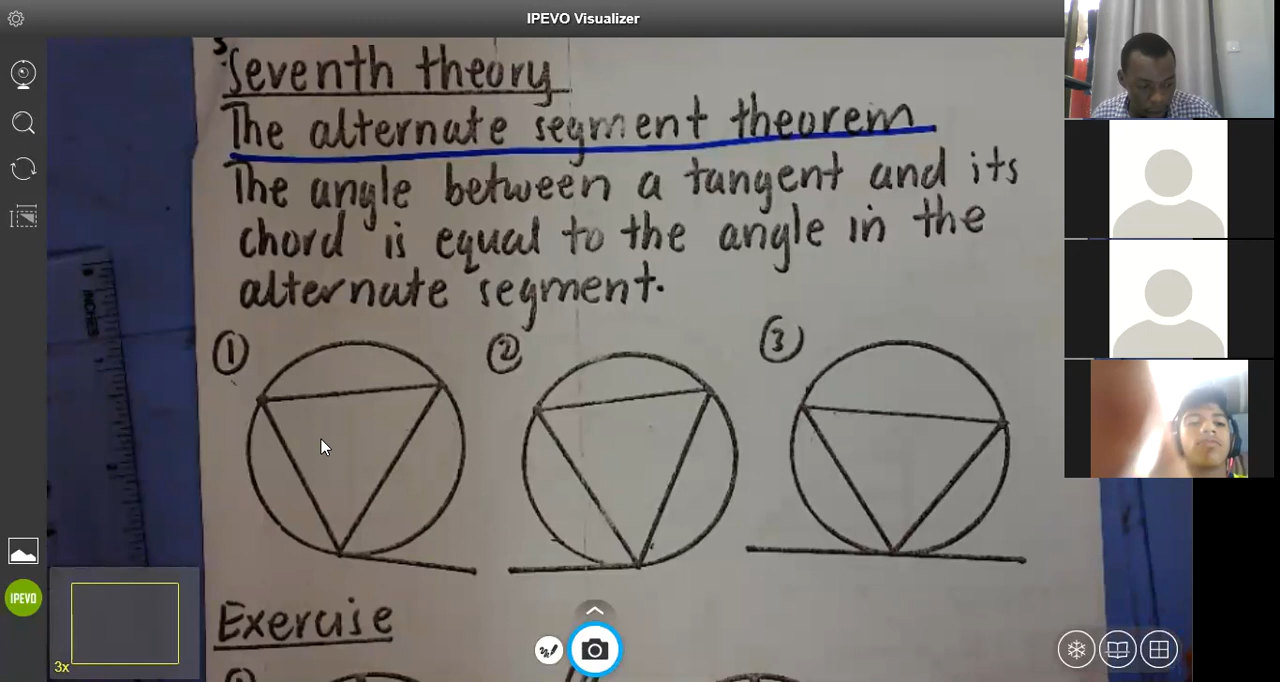 IPEVO Visualizer
Seventh theory
The alternate segment theorem
The angle between a tangent and its
chord is equal to the angle in the
alternate segment.
① ② ③
INCHES
Exercise
IPEVO
3x